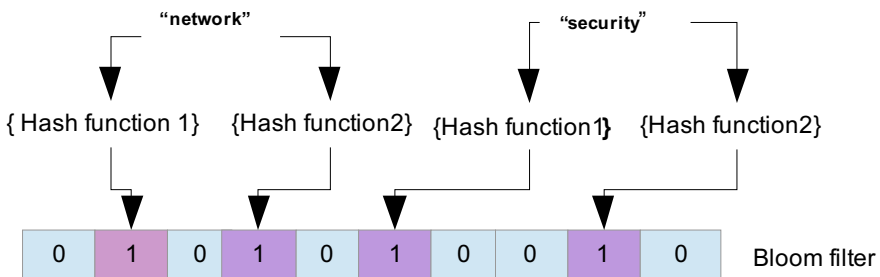 “network” “security”
{ Hash function 1} {Hash function2} {Hash function1} {Hash function2}
0 1 0 1 0 1 0 0 1 0 Bloom filter